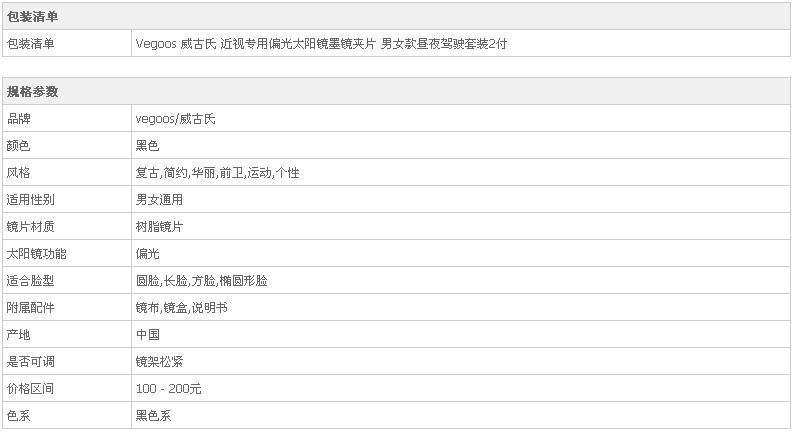 包装清单
包装清单 Vegoos 威古氏 近视专用偏光太阳镜墨镜夹片 男女款昼夜驾驶套装2付
规格参数
品牌 vegoos/威古氏
颜色 黑色
风格 复古,简约,华丽,前卫,运动,个性
适用性别 男女通用
镜片材质 树脂镜片
太阳镜功能 偏光
适合脸型 圆脸,长脸,方脸,椭圆形脸
附属配件 镜布,镜盒,说明书
产地 中国
是否可调 镜架松紧
价格区间 100 - 200元
色系 黑色系